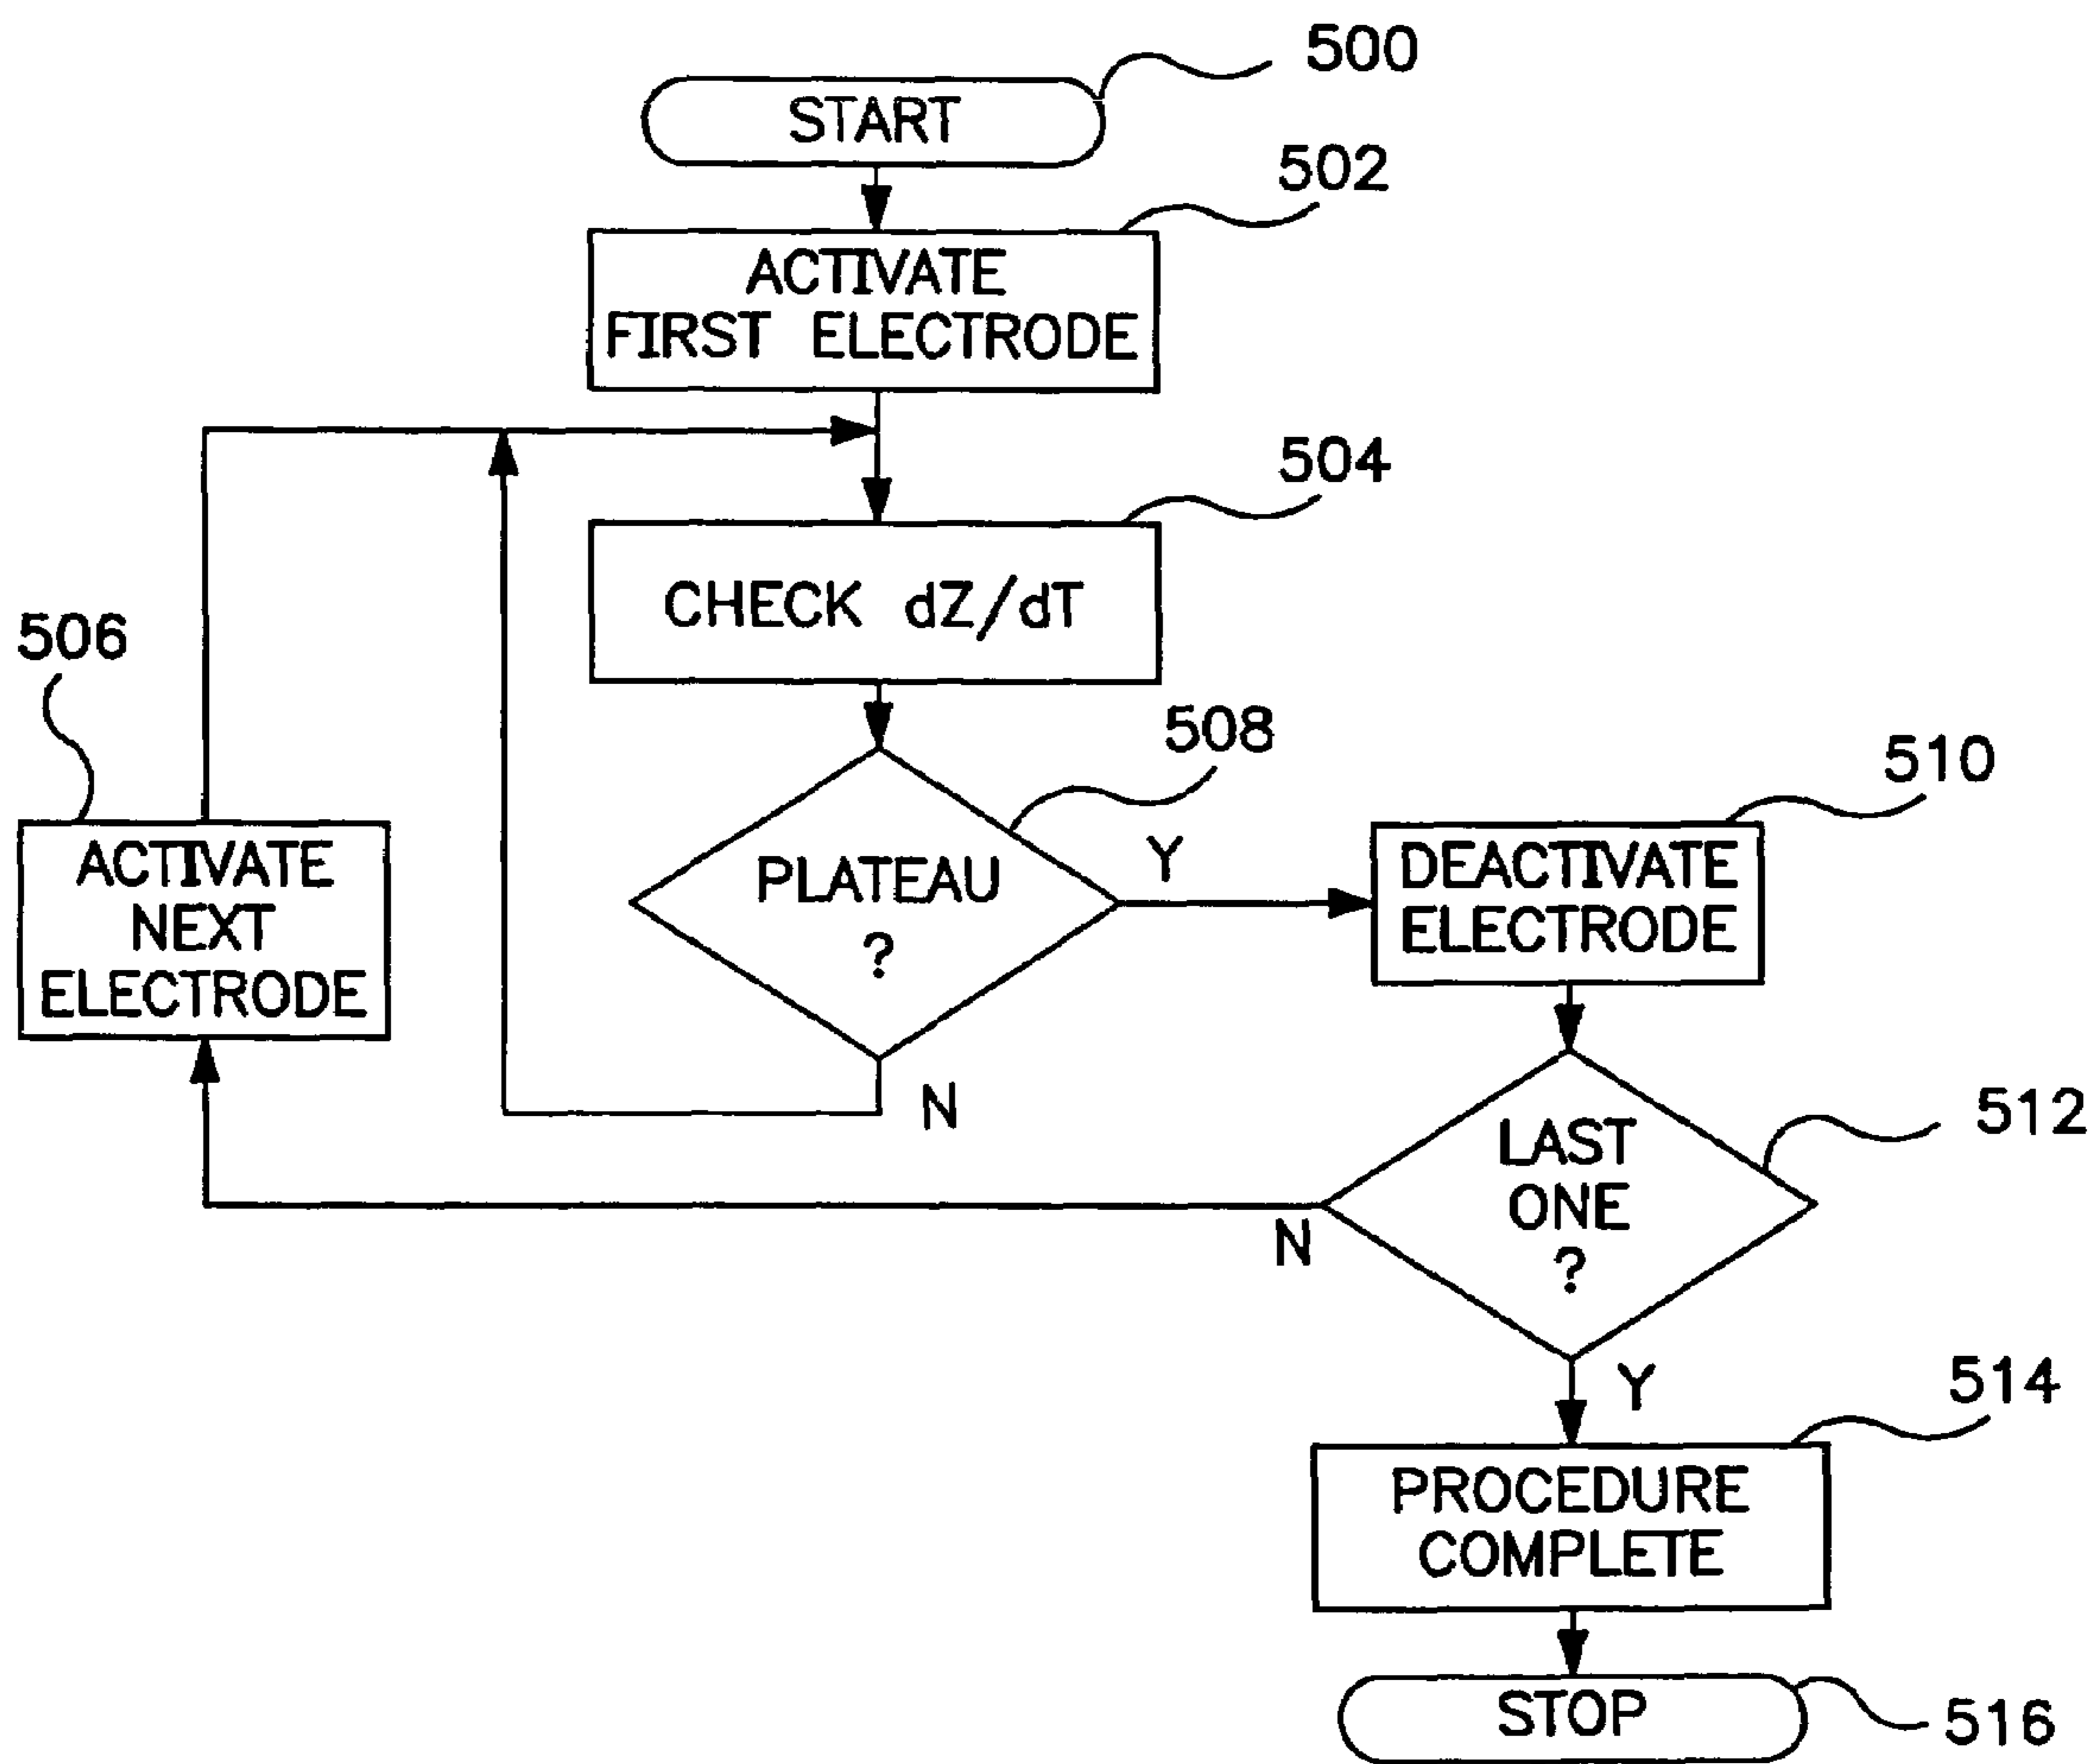 500
START
502
ACTIVATE
FIRST ELECTRODE
504
CHECK dZ/dT
506
ACTIVATE
NEXT
ELECTRODE
508
PLATEAU
?
Y
N
510
DEACTIVATE
ELECTRODE
512
LAST
ONE
?
N
Y
514
PROCEDURE
COMPLETE
STOP
516